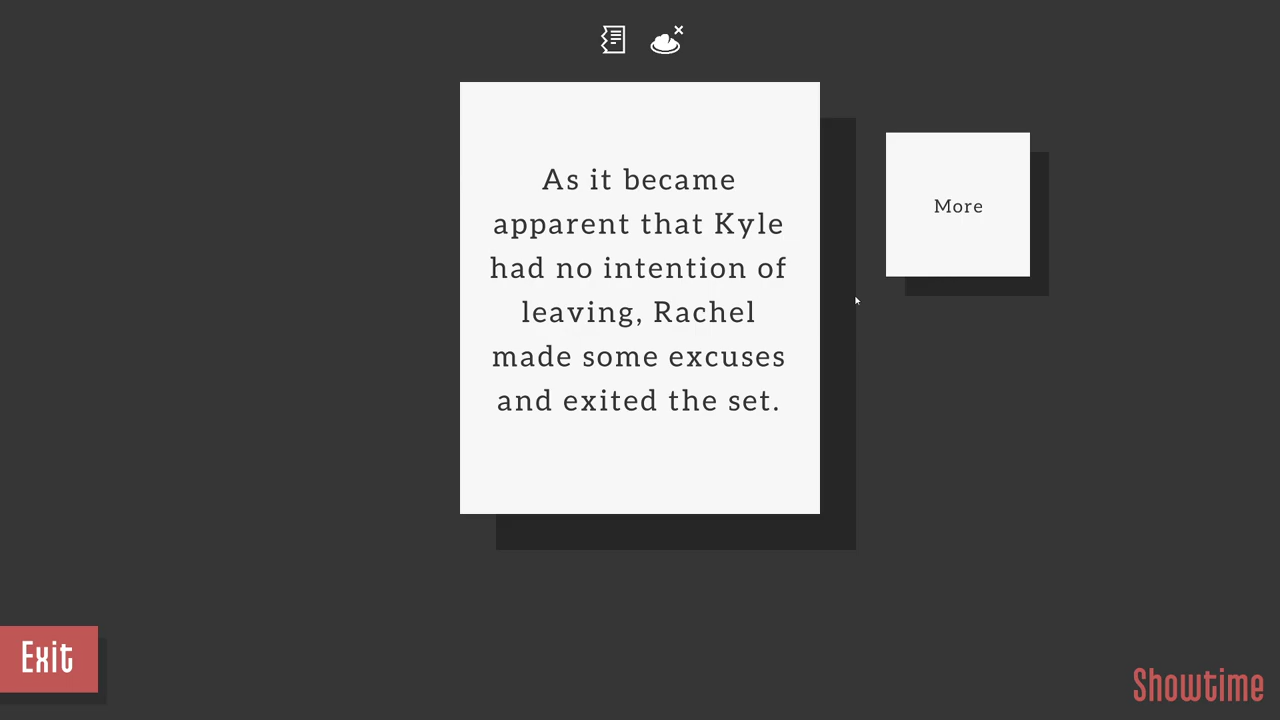 As it became
apparent that Kyle
had no intention of
leaving, Rachel
made some excuses
and exited the set.
More
Exit
Showtime